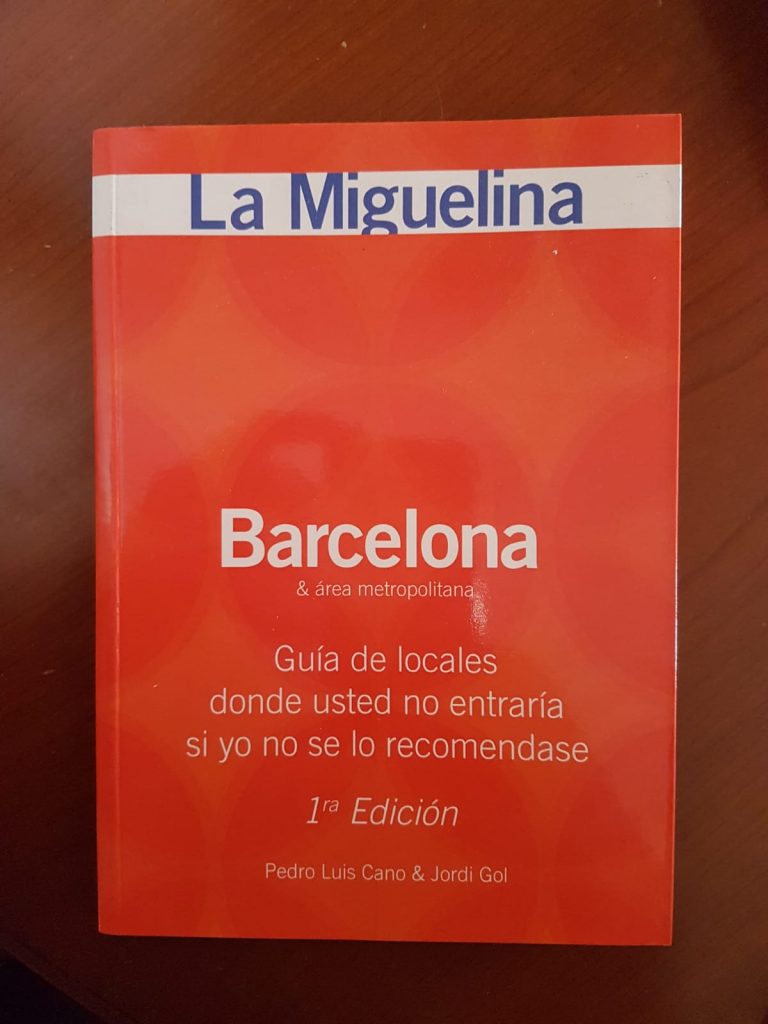 La Miguelina
Barcelona
& área metropolitana
Guía de locales
donde usted no entraría
si yo no se lo recomendase
1ra Edición
Pedro Luis Cano & Jordi Gol